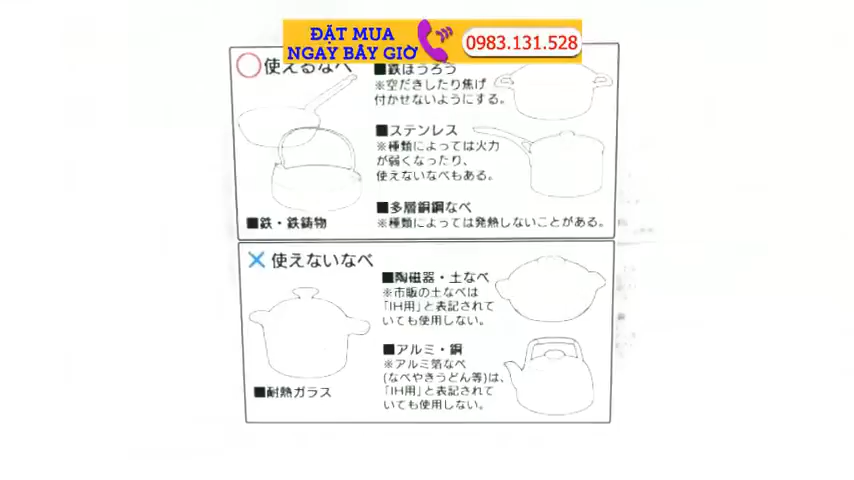 ĐẶT MUA
NGAY BÂY GIỜ
0983.131.528
使えるなべ
■鉄ほうろう
※空だきしたり焦げ
付かせないようにする。
■ステンレス
※種類によっては火力
が弱くなったり、
使えないなべもある。
■多層鋼鍋なべ
※種類によっては発熱しないことがある。
■鉄・鉄鋳物
使えないなべ
■陶磁器・土なべ
※市販の土なべは
「IH用」と表記されて
いても使用しない。
■アルミ・銅
※アルミ箔なべ
(なべやきうどん等)は、
「IH用」と表記されて
いても使用しない。
■耐熱ガラス